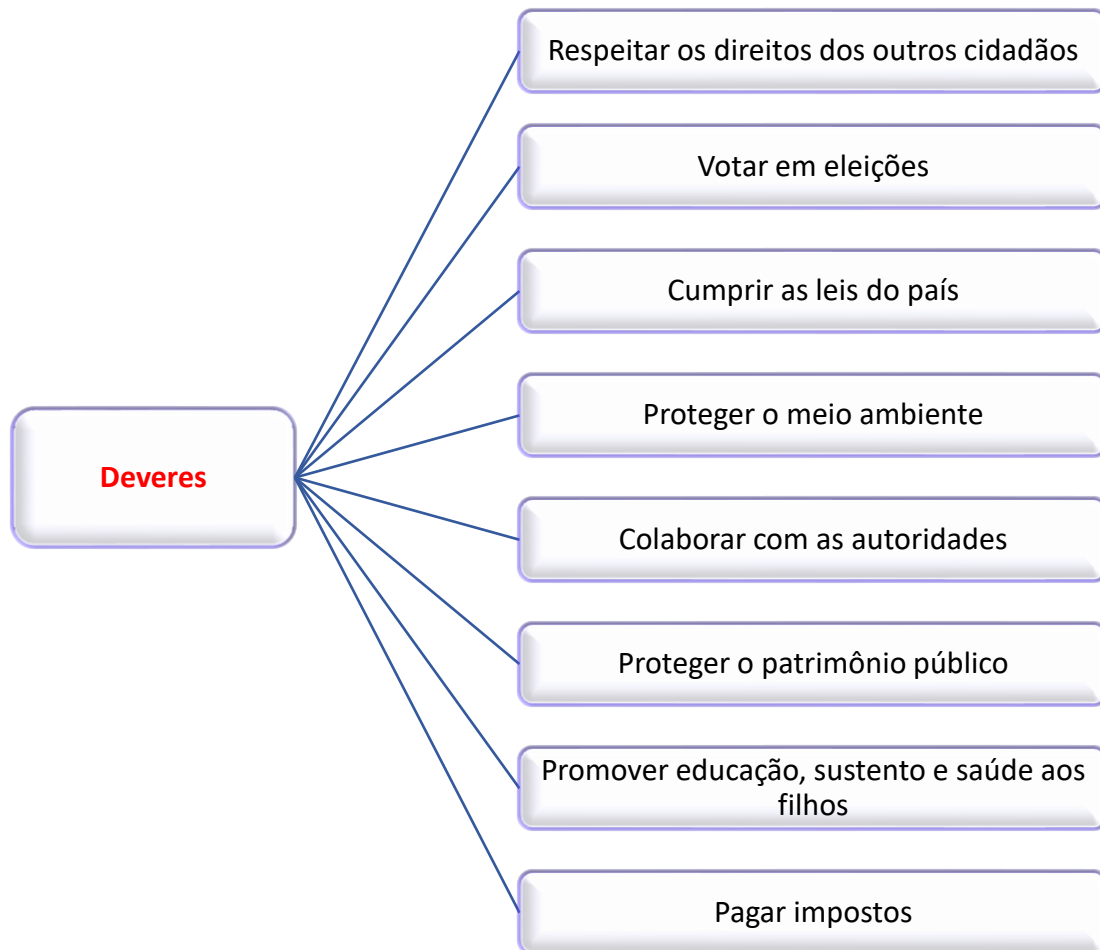 Respeitar os direitos dos outros cidadãos
Votar em eleições
Cumprir as leis do país
Proteger o meio ambiente
Deveres
Colaborar com as autoridades
Proteger o patrimônio público
Promover educação, sustento e saúde aos
filhos
Pagar impostos